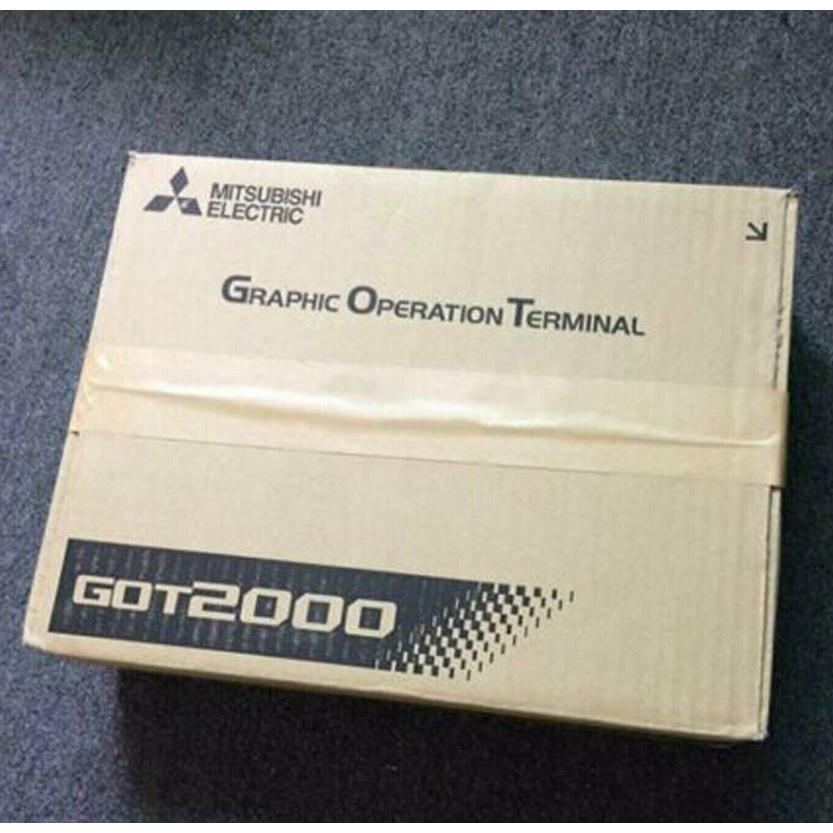 MITSUBISHI
ELECTRIC
GRAPHIC OPERATION TERMINAL
GOT2000